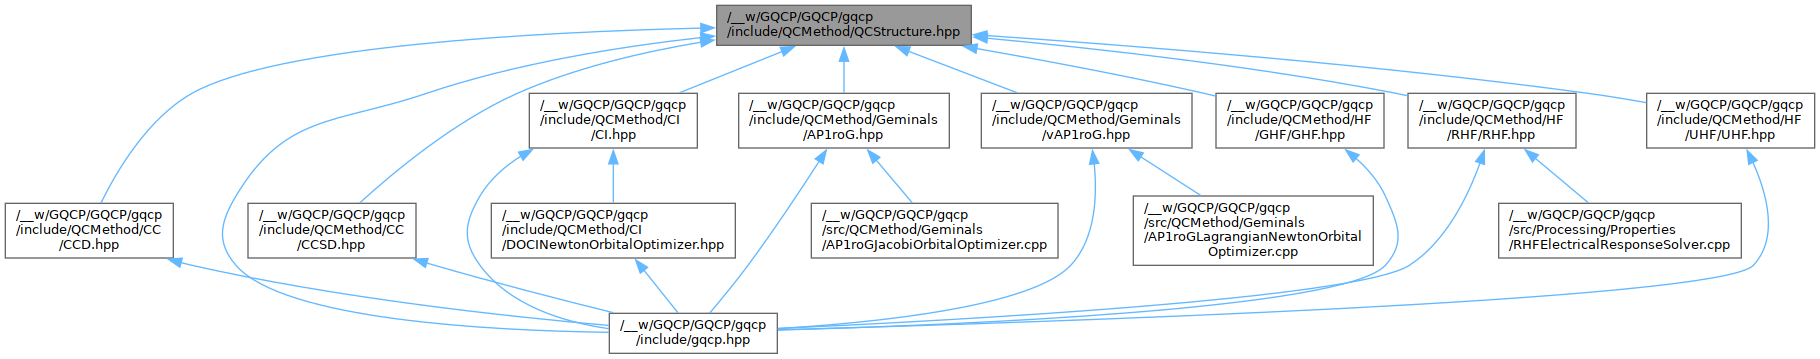 /__w/GQCP/GQCP/gqcp
/include/QCMethod/QCStructure.hpp
/__w/GQCP/GQCP/gqcp
/include/QCMethod/CI
/CI.hpp
/__w/GQCP/GQCP/gqcp
/include/QCMethod/Geminals
/AP1roG.hpp
/__w/GQCP/GQCP/gqcp
/include/QCMethod/Geminals
/vAP1roG.hpp
/__w/GQCP/GQCP/gqcp
/include/QCMethod/HF
/GHF/GHF.hpp
/__w/GQCP/GQCP/gqcp
/include/QCMethod/HF
/RHF/RHF.hpp
/__w/GQCP/GQCP/gqcp
/include/QCMethod/HF
/UHF/UHF.hpp
/__w/GQCP/GQCP/gqcp
/include/QCMethod/CC
/CCD.hpp
/__w/GQCP/GQCP/gqcp
/include/QCMethod/CC
/CCSD.hpp
/__w/GQCP/GQCP/gqcp
/include/QCMethod/CI
/DOCINewtonOrbitalOptimizer.hpp
/__w/GQCP/GQCP/gqcp
/src/QCMethod/Geminals
/AP1roGJacobiOrbitalOptimizer.cpp
/__w/GQCP/GQCP/gqcp
/src/QCMethod/Geminals
/AP1roGLagrangianNewtonOrbital
Optimizer.cpp
/__w/GQCP/GQCP/gqcp
/src/Processing/Properties
/RHFElectricalResponseSolver.cpp
/__w/GQCP/GQCP/gqcp
/include/gqcp.hpp